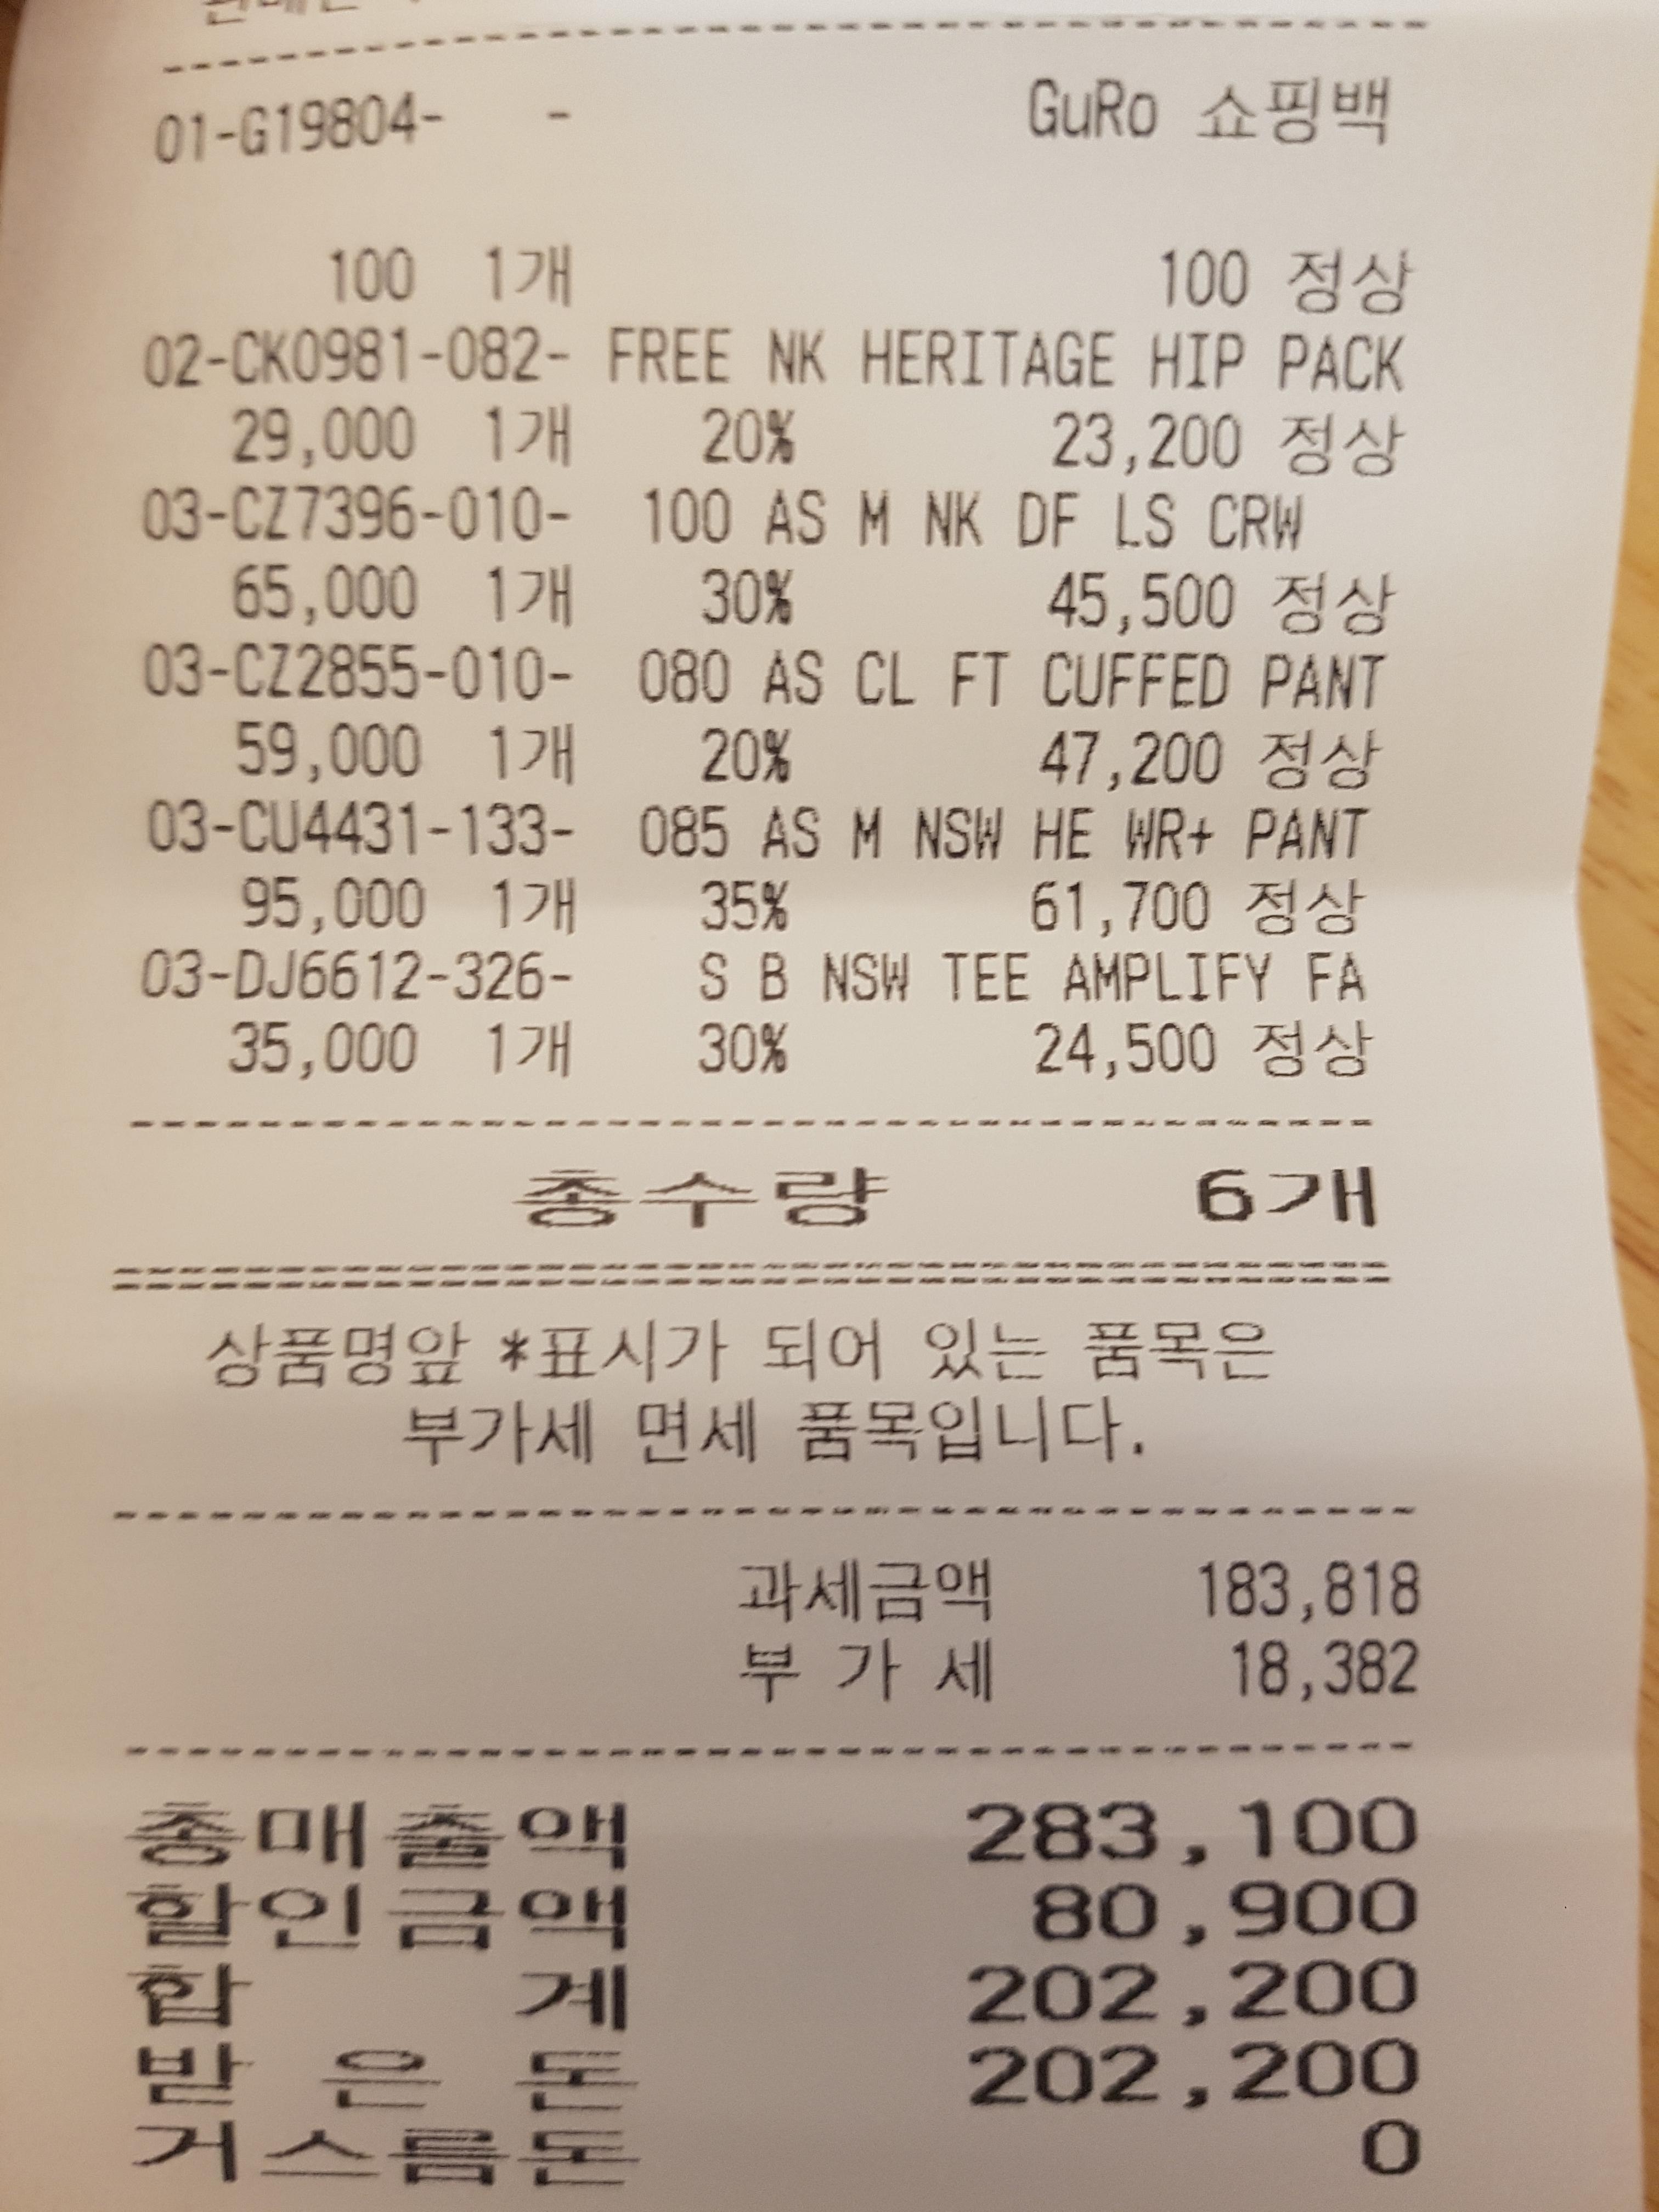 01-G19804- - GuRo 쇼핑백
100 1개 100 정상
02-CK0981-082- FREE NK HERITAGE HIP PACK
29,000 1개 20% 23,200 정상
03-CZ7396-010- 100 AS M NK DF LS CRW
65,000 1개 30% 45,500 정상
03-CZ2855-010- 080 AS CL FT CUFFED PANT
59,000 1개 20% 47,200 정상
03-CU4431-133- 085 AS M NSW HE WR+ PANT
95,000 1개 35% 61,700 정상
03-DJ6612-326- S B NSW TEE AMPLIFY FA
35,000 1개 30% 24,500 정상
총수량 6개
상품명앞 *표시가 되어 있는 품목은
부가세 면세 품목입니다.
과세금액 183,818
부 가 세 18,382
총매출액 283,100
할인금액 80,900
합 계 202,200
받 은 돈 202,200
거스름돈 0